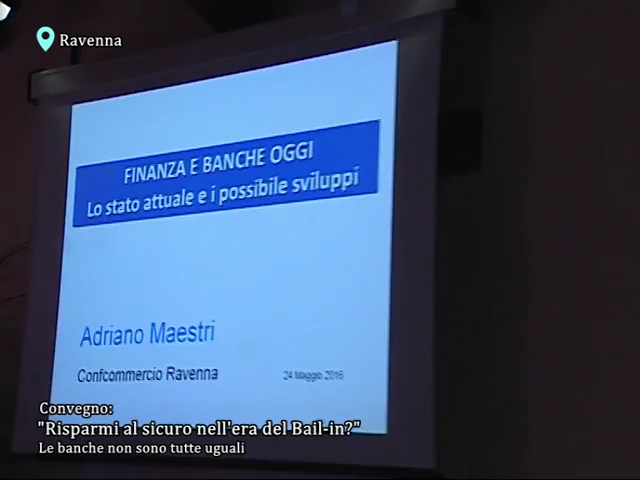 Ravenna
FINANZA E BANCHE OGGI
Lo stato attuale e i possibile sviluppi
Adriano Maestri
Confcommercio Ravenna
24 Maggio 2016
Convegno:
"Risparmi al sicuro nell'era del Bail-in?"
Le banche non sono tutte uguali